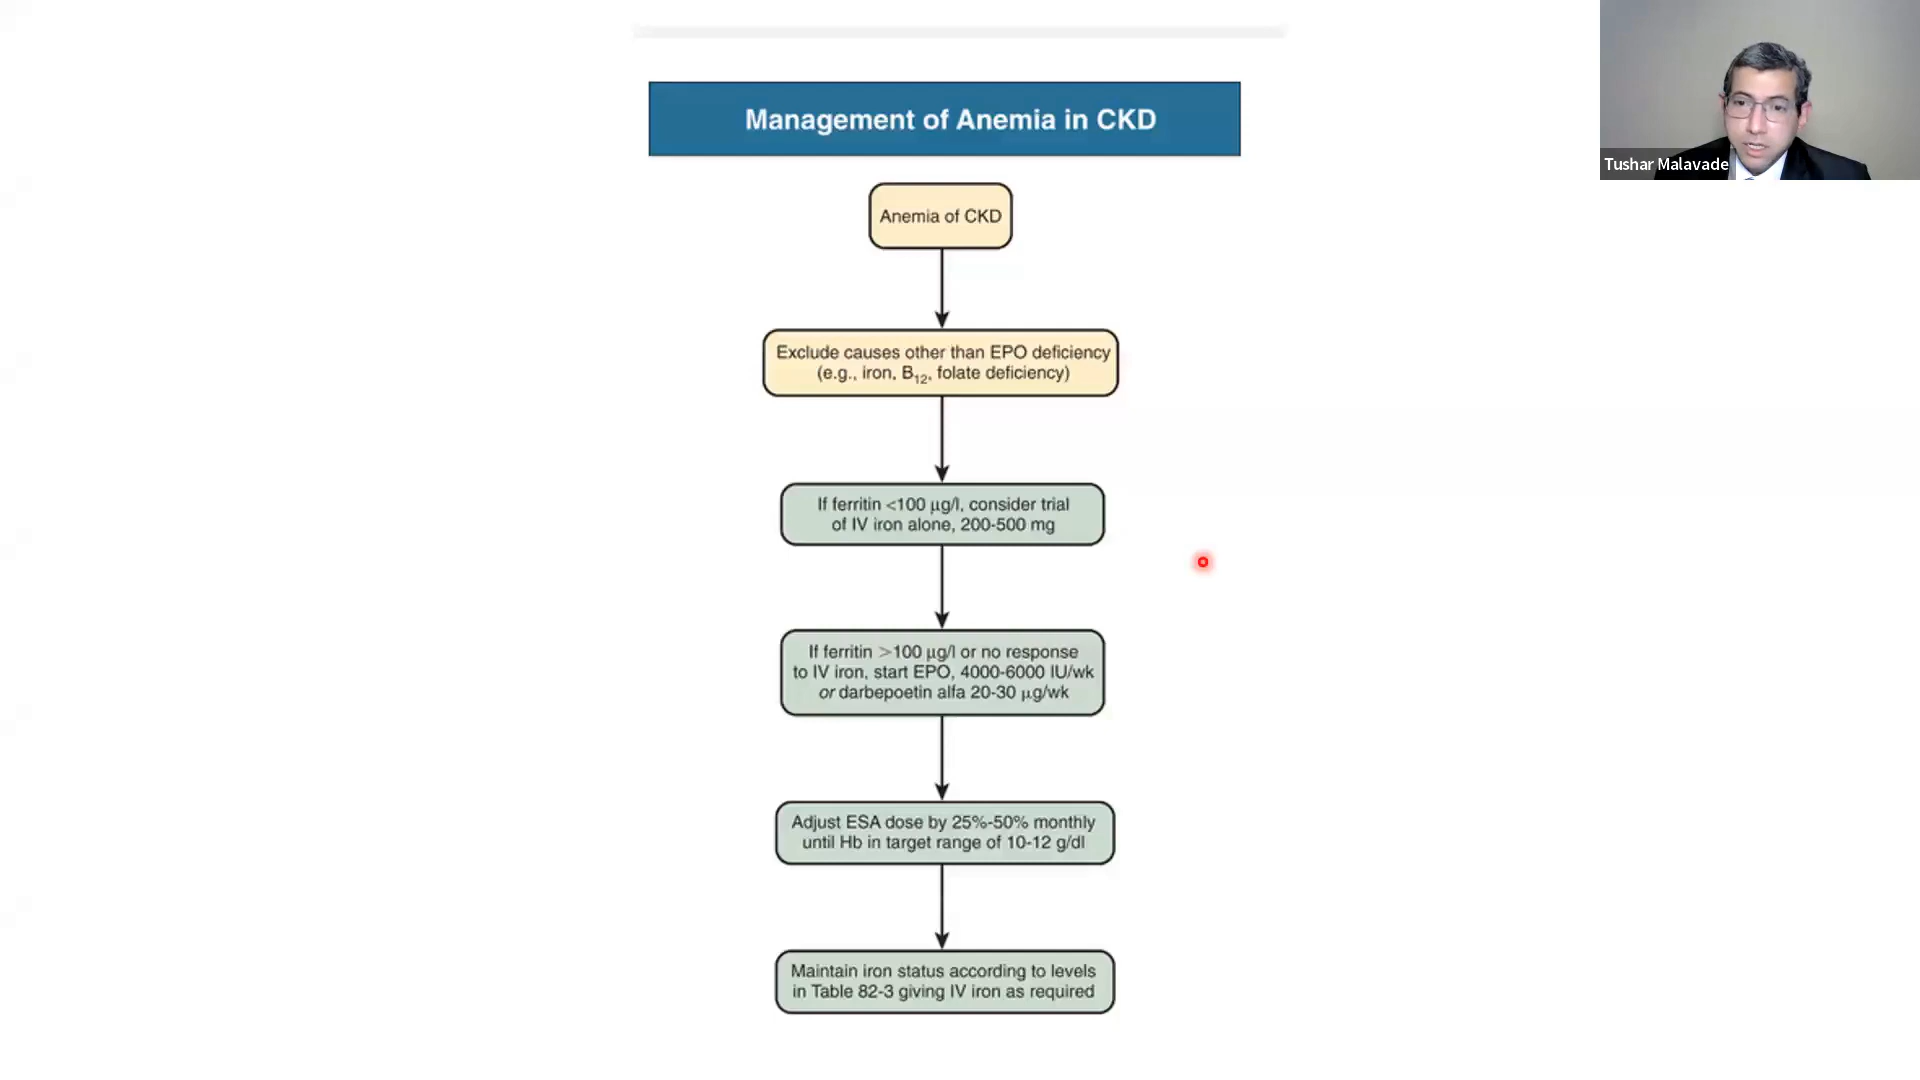 Management of Anemia in CKD
Tushar Malavade
Anemia of CKD
Exclude causes other than EPO deficiency
(e.g., iron, B12, folate deficiency)
If ferritin <100 µg/l, consider trial
of IV iron alone, 200-500 mg
If ferritin >100 µg/l or no response
to IV iron, start EPO, 4000-6000 IU/wk
or darbepoetin alfa 20-30 µg/wk
Adjust ESA dose by 25%-50% monthly
until Hb in target range of 10-12 g/dl
Maintain iron status according to levels
in Table 82-3 giving IV iron as required